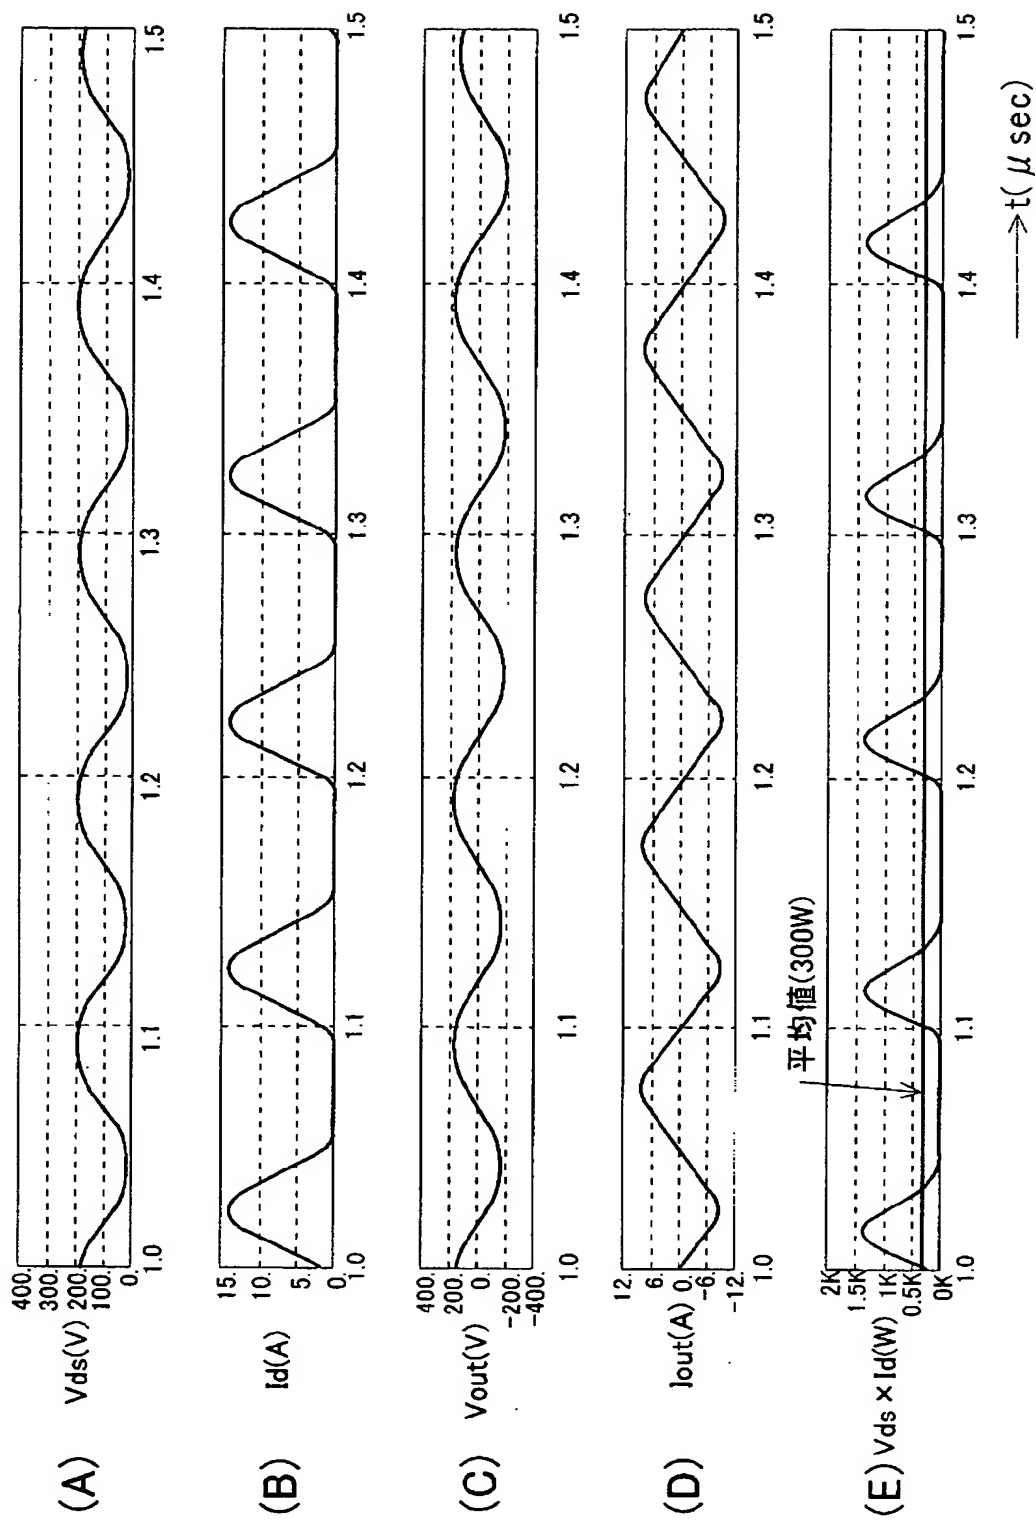 (A)
Vds(V)
400.
300.
200.
100.
0.
1.1
1.2
1.3
1.4
1.5
(B)
Id(A)
15.
10.
5.
0.
1.0
1.1
1.2
1.3
1.4
1.5
(C)
Vout(V)
400.
200.
0.
-200.
-400.
1.0
1.1
1.2
1.3
1.4
1.5
(D)
Iout(A)
12.
6.
0.
-6.
-12.
1.0
1.1
1.2
1.3
1.4
1.5
(E)
Vds×Id(W)
2K
1.5K
1K
0.5K
0K
平均値(300W)
1.0
1.1
1.2
1.3
1.4
1.5
t(μsec)